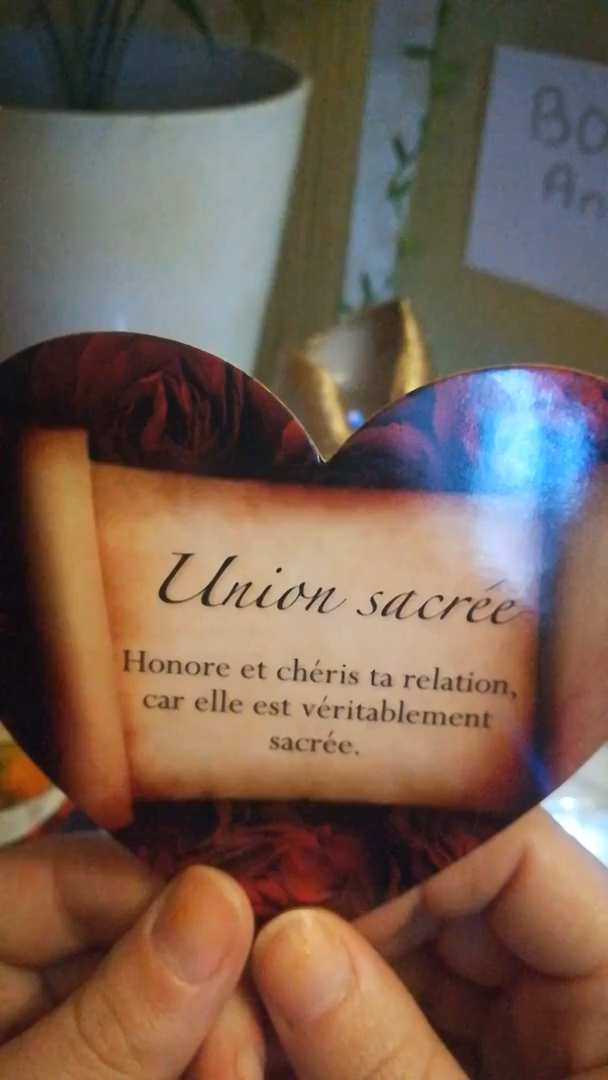 Union sacrée
Honore et chéris ta relation,
car elle est véritablement
sacrée.